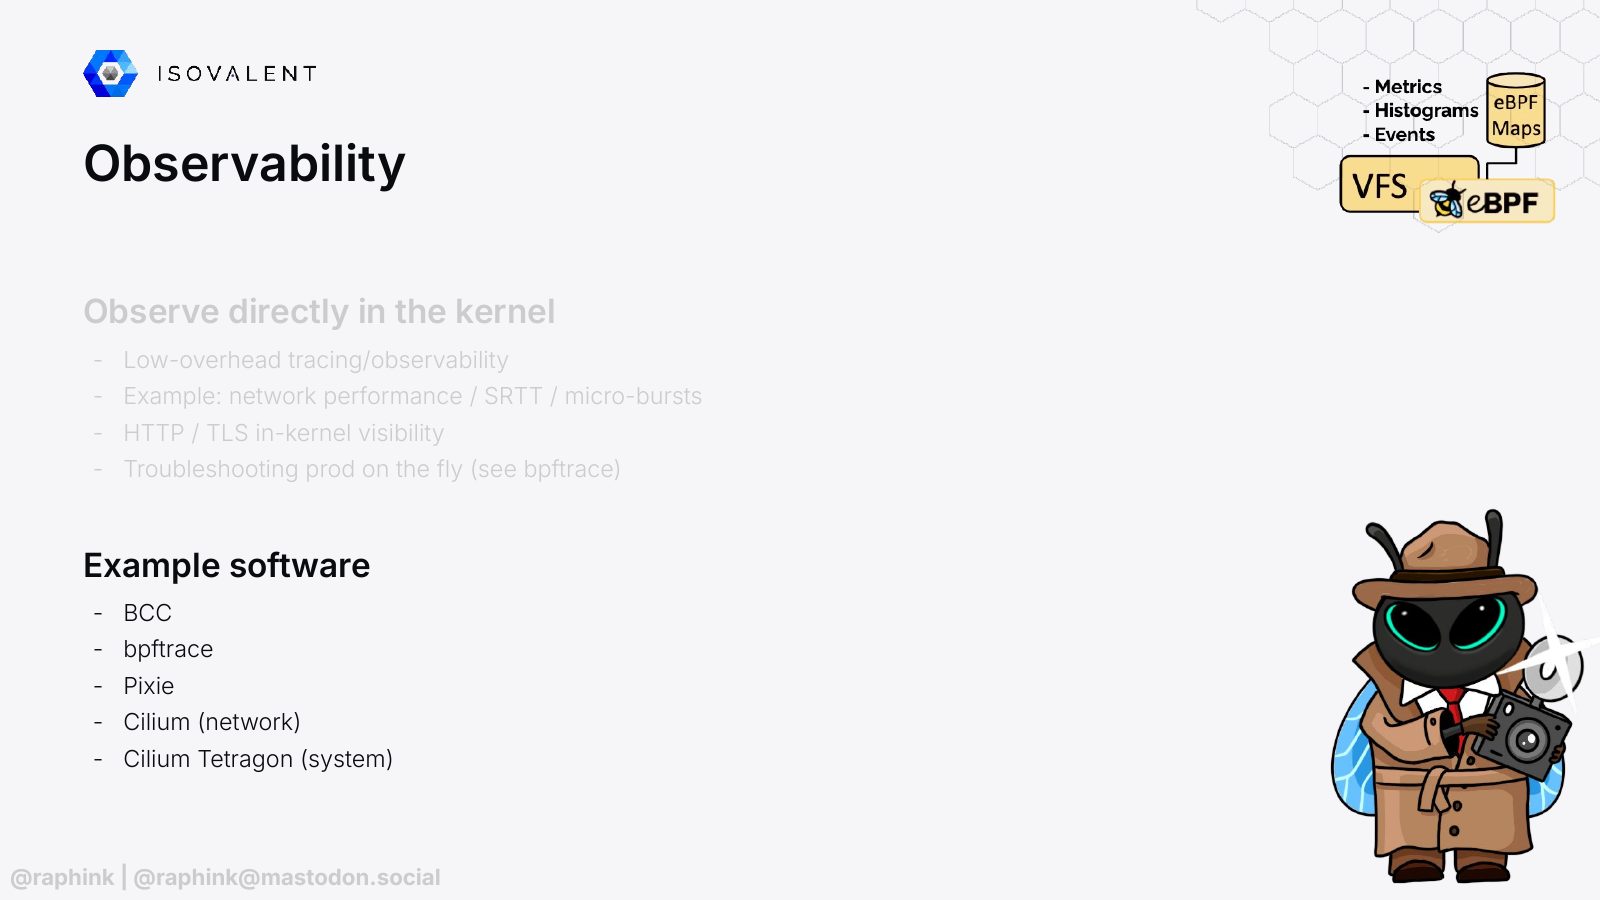 ISOVALENT
Observability
- Metrics
- Histograms
- Events
eBPF
Maps
VFS
eBPF
Observe directly in the kernel
- Low-overhead tracing/observability
- Example: network performance / SRTT / micro-bursts
- HTTP / TLS in-kernel visibility
- Troubleshooting prod on the fly (see bpftrace)
Example software
- BCC
- bpftrace
- Pixie
- Cilium (network)
- Cilium Tetragon (system)
@raphink | @raphink@mastodon.social